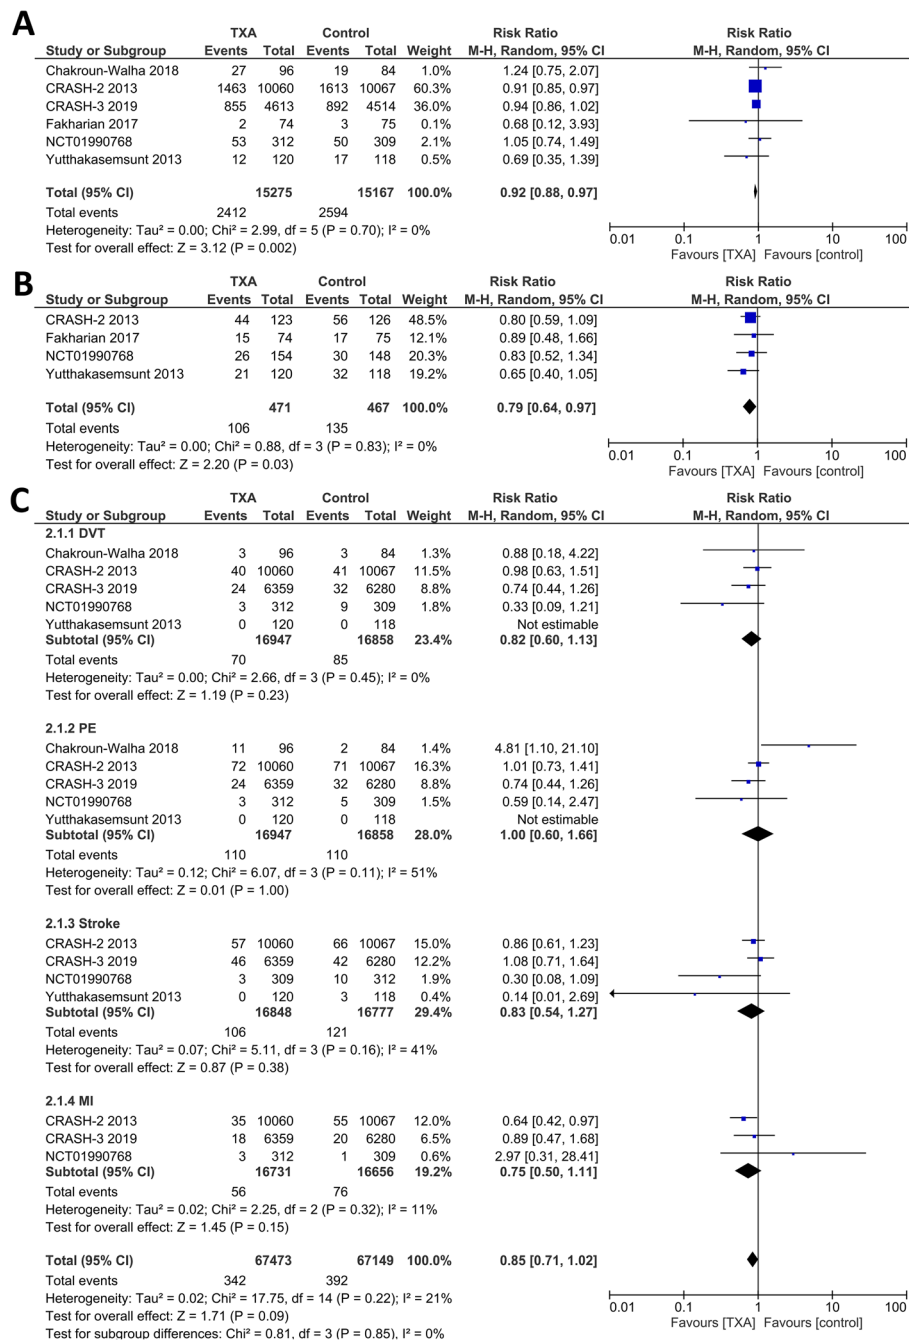 A
TXA Control Risk Ratio Risk Ratio
Study or Subgroup Events Total Events Total Weight M-H, Random, 95% CI M-H, Random, 95% CI
Chakroun-Walha 2018 27 96 19 84 1.0% 1.24 [0.75, 2.07]
CRASH-2 2013 1463 10060 1613 10067 60.3% 0.91 [0.85, 0.97]
CRASH-3 2019 855 4613 892 4514 36.0% 0.94 [0.86, 1.02]
Fakharian 2017 2 74 3 75 0.1% 0.68 [0.12, 3.93]
NCT01990768 53 312 50 309 2.1% 1.05 [0.74, 1.49]
Yutthakasemsunt 2013 12 120 17 118 0.5% 0.69 [0.35, 1.39]
Total (95% CI) 15275 15167 100.0% 0.92 [0.88, 0.97]
Total events 2412 2594
Heterogeneity: Tau² = 0.00; Chi² = 2.99, df = 5 (P = 0.70); I² = 0%
Test for overall effect: Z = 3.12 (P = 0.002)
0.01 0.1 1 10 100
Favours [TXA] Favours [control]
B
TXA Control Risk Ratio Risk Ratio
Study or Subgroup Events Total Events Total Weight M-H, Random, 95% CI M-H, Random, 95% CI
CRASH-2 2013 44 123 56 126 48.5% 0.80 [0.59, 1.09]
Fakharian 2017 15 74 17 75 12.1% 0.89 [0.48, 1.66]
NCT01990768 26 154 30 148 20.3% 0.83 [0.52, 1.34]
Yutthakasemsunt 2013 21 120 32 118 19.2% 0.65 [0.40, 1.05]
Total (95% CI) 471 467 100.0% 0.79 [0.64, 0.97]
Total events 106 135
Heterogeneity: Tau² = 0.00; Chi² = 0.88, df = 3 (P = 0.83); I² = 0%
Test for overall effect: Z = 2.20 (P = 0.03)
0.01 0.1 1 10 100
Favours [TXA] Favours [control]
C
TXA Control Risk Ratio Risk Ratio
Study or Subgroup Events Total Events Total Weight M-H, Random, 95% CI M-H, Random, 95% CI
2.1.1 DVT
Chakroun-Walha 2018 3 96 3 84 1.3% 0.88 [0.18, 4.22]
CRASH-2 2013 40 10060 41 10067 11.5% 0.98 [0.63, 1.51]
CRASH-3 2019 24 6359 32 6280 8.8% 0.74 [0.44, 1.26]
NCT01990768 3 312 9 309 1.8% 0.33 [0.09, 1.21]
Yutthakasemsunt 2013 0 120 0 118 Not estimable
Subtotal (95% CI) 16947 16858 23.4% 0.82 [0.60, 1.13]
Total events 70 85
Heterogeneity: Tau² = 0.00; Chi² = 2.66, df = 3 (P = 0.45); I² = 0%
Test for overall effect: Z = 1.19 (P = 0.23)
2.1.2 PE
Chakroun-Walha 2018 11 96 2 84 1.4% 4.81 [1.10, 21.10]
CRASH-2 2013 72 10060 71 10067 16.3% 1.01 [0.73, 1.41]
CRASH-3 2019 24 6359 32 6280 8.8% 0.74 [0.44, 1.26]
NCT01990768 3 312 5 309 1.5% 0.59 [0.14, 2.47]
Yutthakasemsunt 2013 0 120 0 118 Not estimable
Subtotal (95% CI) 16947 16858 28.0% 1.00 [0.60, 1.66]
Total events 110 110
Heterogeneity: Tau² = 0.12; Chi² = 6.07, df = 3 (P = 0.11); I² = 51%
Test for overall effect: Z = 0.01 (P = 1.00)
2.1.3 Stroke
CRASH-2 2013 57 10060 66 10067 15.0% 0.86 [0.61, 1.23]
CRASH-3 2019 46 6359 42 6280 12.2% 1.08 [0.71, 1.64]
NCT01990768 3 309 10 312 1.9% 0.30 [0.08, 1.09]
Yutthakasemsunt 2013 0 120 3 118 0.4% 0.14 [0.01, 2.69]
Subtotal (95% CI) 16848 16777 29.4% 0.83 [0.54, 1.27]
Total events 106 121
Heterogeneity: Tau² = 0.07; Chi² = 5.11, df = 3 (P = 0.16); I² = 41%
Test for overall effect: Z = 0.87 (P = 0.38)
2.1.4 MI
CRASH-2 2013 35 10060 55 10067 12.0% 0.64 [0.42, 0.97]
CRASH-3 2019 18 6359 20 6280 6.5% 0.89 [0.47, 1.68]
NCT01990768 3 312 1 309 0.6% 2.97 [0.31, 28.41]
Subtotal (95% CI) 16731 16656 19.2% 0.75 [0.50, 1.11]
Total events 56 76
Heterogeneity: Tau² = 0.02; Chi² = 2.25, df = 2 (P = 0.32); I² = 11%
Test for overall effect: Z = 1.45 (P = 0.15)
Total (95% CI) 67473 67149 100.0% 0.85 [0.71, 1.02]
Total events 342 392
Heterogeneity: Tau² = 0.02; Chi² = 17.75, df = 14 (P = 0.22); I² = 21%
Test for overall effect: Z = 1.71 (P = 0.09)
Test for subgroup differences: Chi² = 0.81, df = 3 (P = 0.85), I² = 0%
0.01 0.1 1 10 100
Favours [TXA] Favours [control]